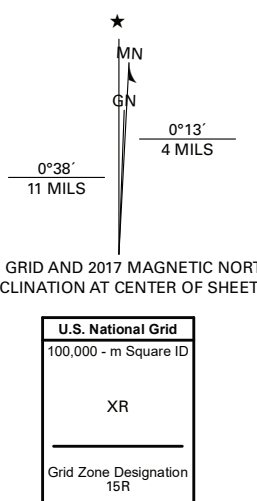 ★
MN
GN
0°13´
4 MILS
0°38´
11 MILS
GRID AND 2017 MAGNETIC NORT
CLINATION AT CENTER OF SHEET
U.S. National Grid
100,000 - m Square ID
XR
Grid Zone Designation
15R